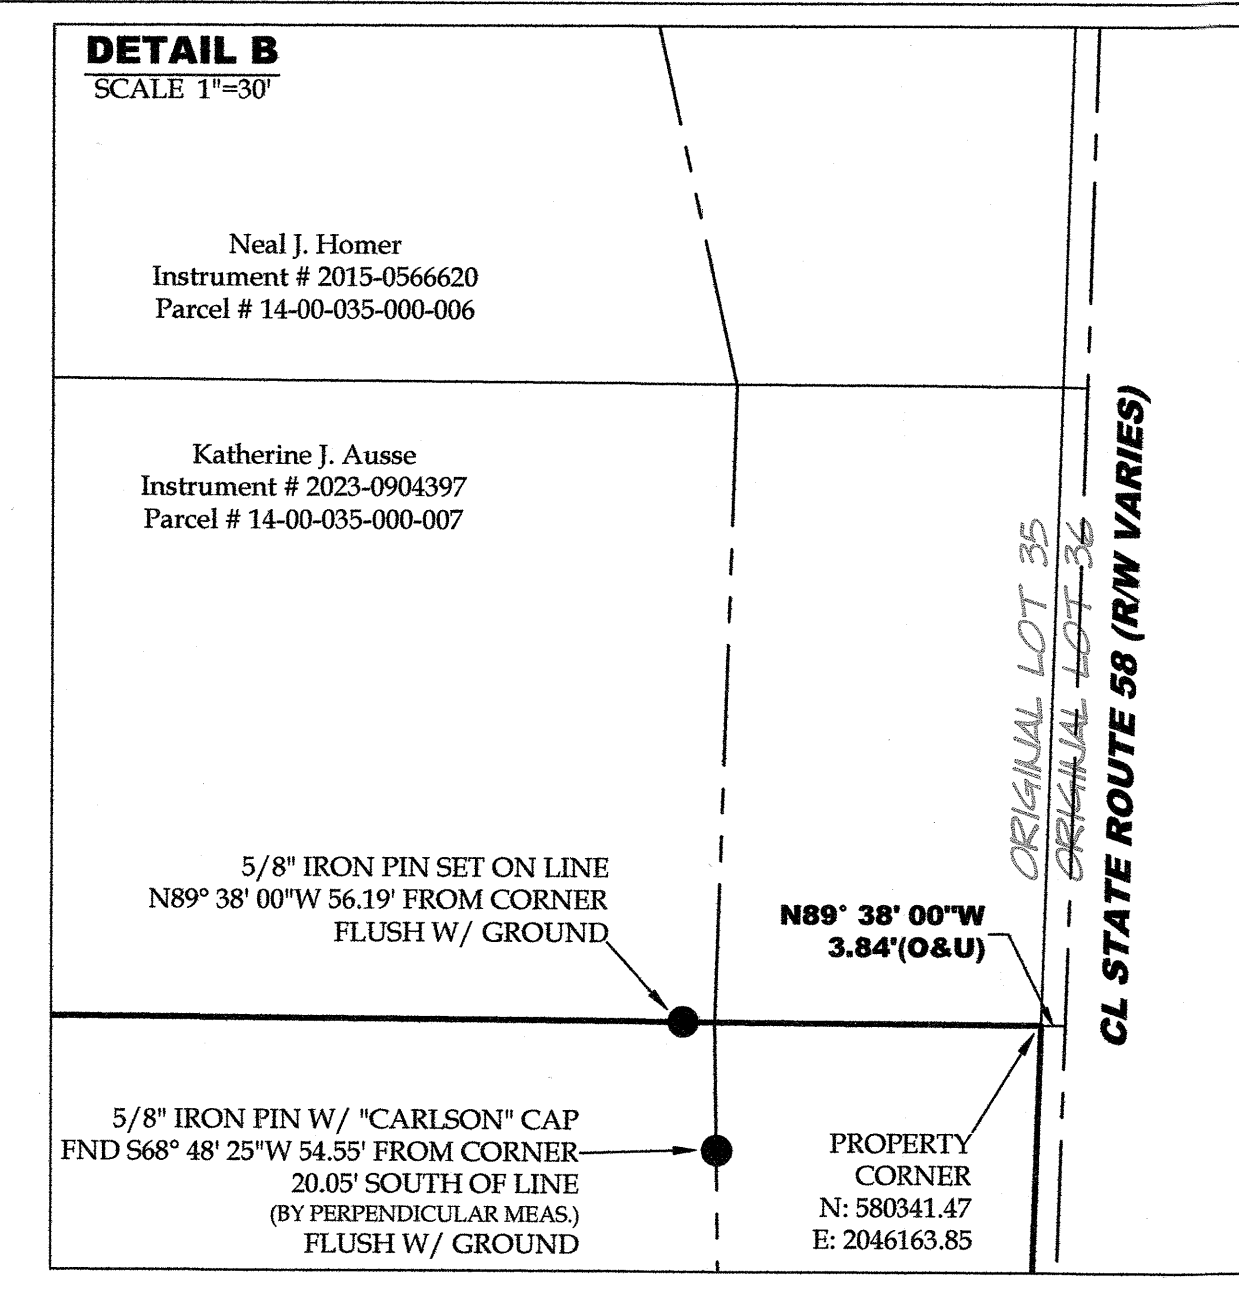 DETAIL B
SCALE 1"=30'
Neal J. Homer
Instrument # 2015-0566620
Parcel # 14-00-035-000-006
Katherine J. Ausse
Instrument # 2023-0904397
Parcel # 14-00-035-000-007
ORIGINAL LOT 35
ORIGINAL LOT 36
CL STATE ROUTE 58 (R/W VARIES)
5/8" IRON PIN SET ON LINE
N89° 38' 00"W 56.19' FROM CORNER
FLUSH W/ GROUND
N89° 38' 00"W
3.84'(O&U)
5/8" IRON PIN W/ "CARLSON" CAP
FND S68° 48' 25"W 54.55' FROM CORNER
20.05' SOUTH OF LINE
(BY PERPENDICULAR MEAS.)
FLUSH W/ GROUND
PROPERTY
CORNER
N: 580341.47
E: 2046163.85